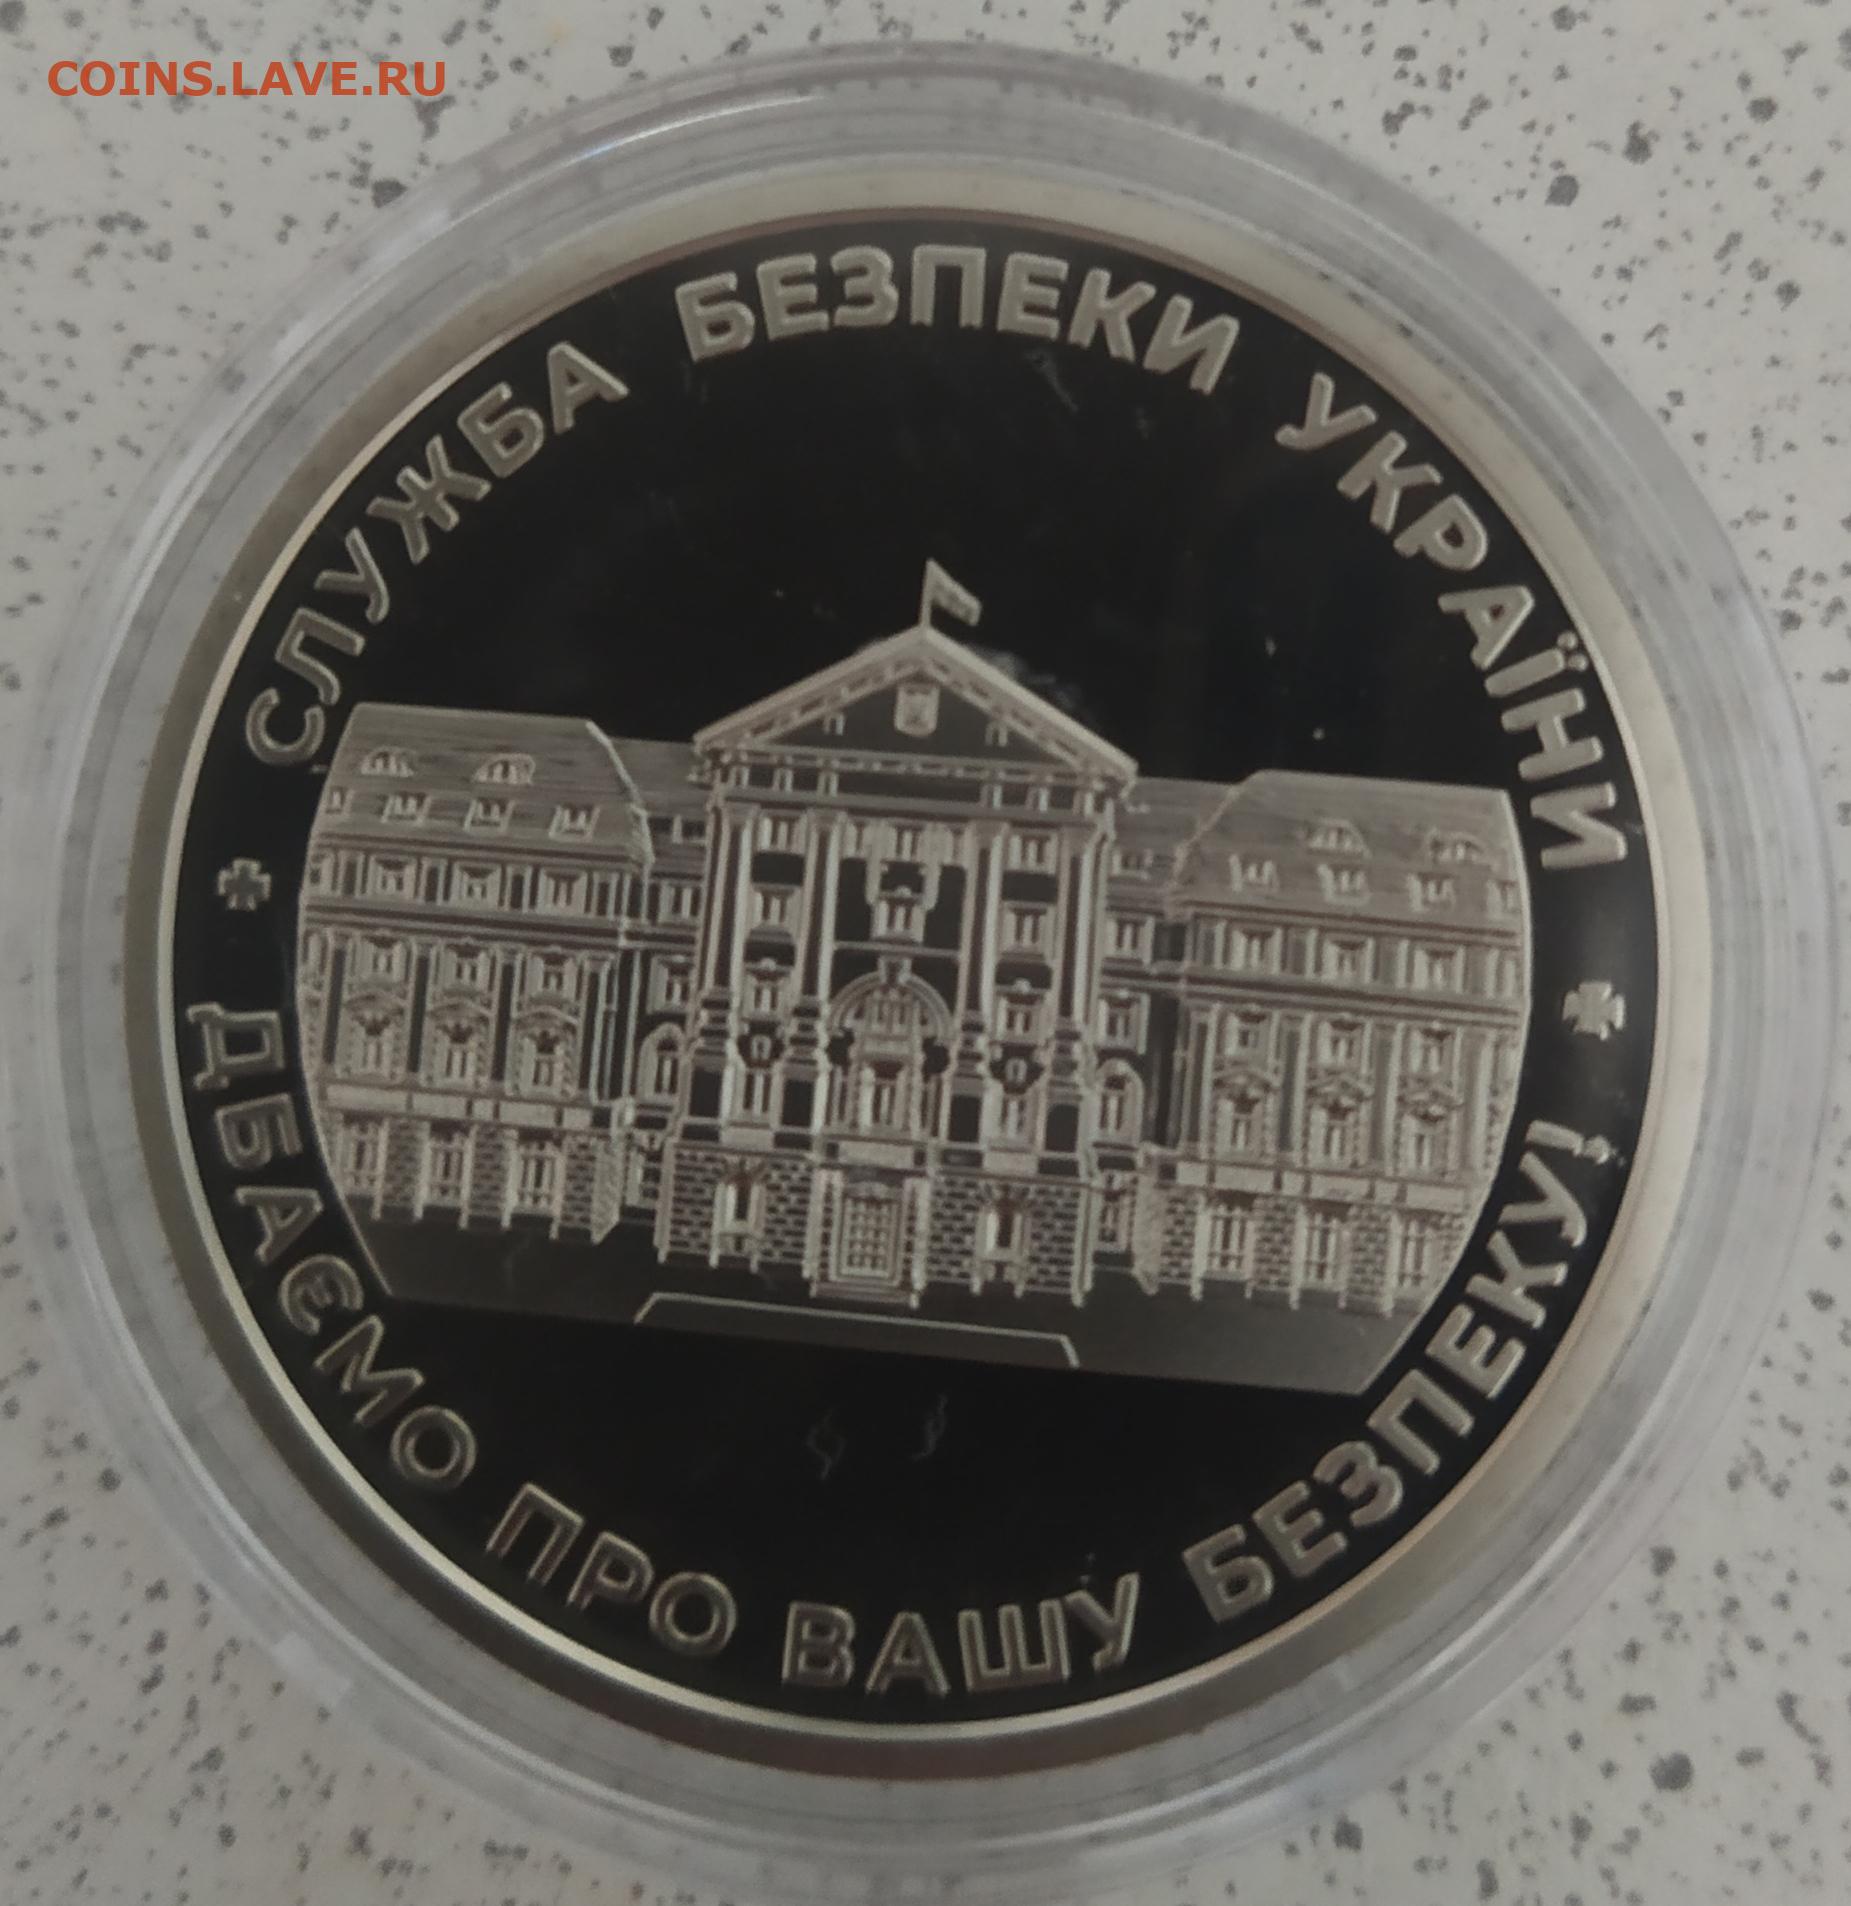 COINS.LAVE.RU
СЛУЖБА БЕЗПЕКИ УКРАЇНИ
ДБАЄМО ПРО ВАШУ БЕЗПЕКУ!